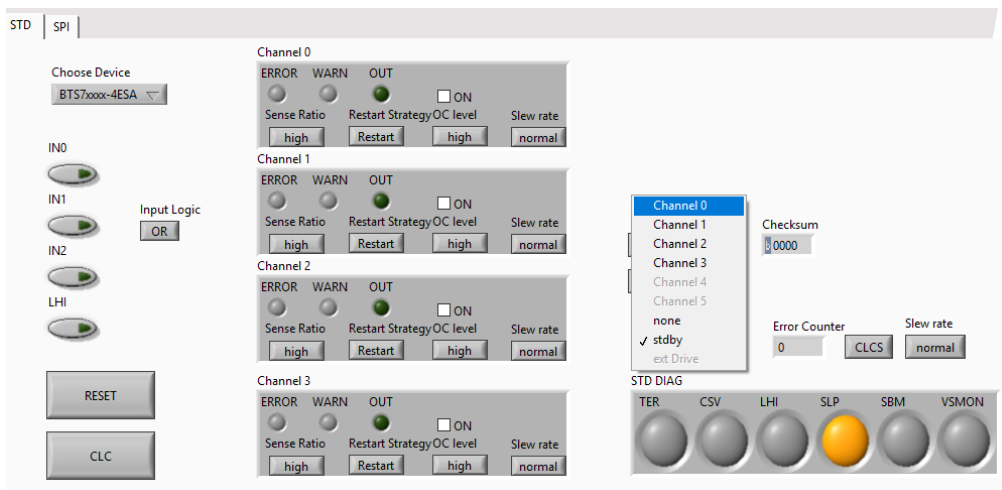 STD SPI
Choose Device
BTS7xxxx-4ESA
IN0
IN1
Input Logic
OR
IN2
LHI
RESET
CLC
Channel 0
ERROR WARN OUT
ON
Sense Ratio Restart Strategy OC level Slew rate
high Restart high normal
Channel 1
ERROR WARN OUT
ON
Sense Ratio Restart Strategy OC level Slew rate
high Restart high normal
Channel 2
ERROR WARN OUT
ON
Sense Ratio Restart Strategy OC level Slew rate
high Restart high normal
Channel 3
ERROR WARN OUT
ON
Sense Ratio Restart Strategy OC level Slew rate
high Restart high normal
Channel 0
Channel 1
Channel 2
Channel 3
Channel 4
Channel 5
none
✓ stdby
ext Drive
Checksum
b 0000
Error Counter Slew rate
0 CLCS normal
STD DIAG
TER CSV LHI SLP SBM VSMON